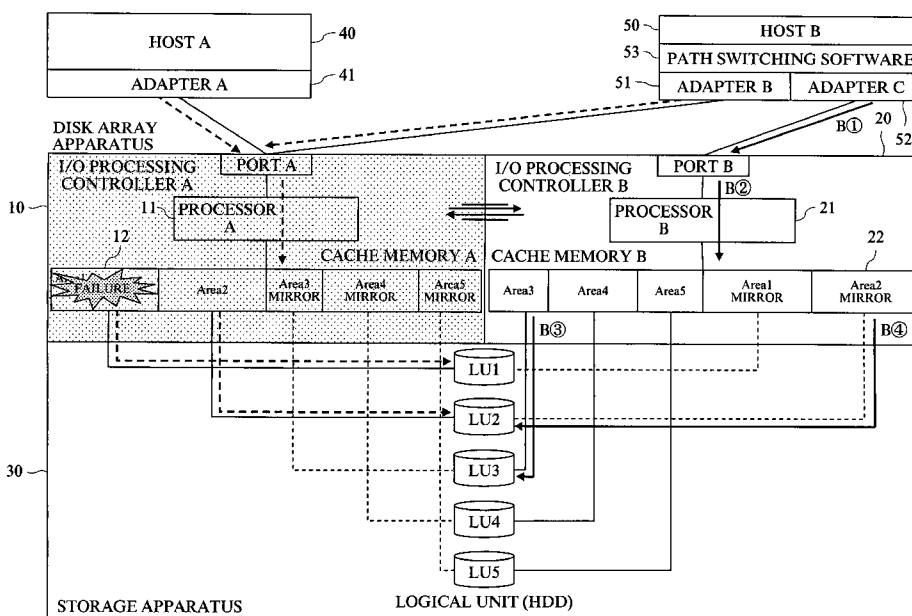 HOST A
40
ADAPTER A
41
50
HOST B
53
PATH SWITCHING SOFTWARE
51
ADAPTER B
ADAPTER C
52
20
B①
DISK ARRAY
APPARATUS
I/O PROCESSING
CONTROLLER A
PORT A
I/O PROCESSING
CONTROLLER B
PORT B
B②
10
11
PROCESSOR
A
PROCESSOR
B
21
12
CACHE MEMORY A
CACHE MEMORY B
22
FAILURE
Area2
Area3
MIRROR
Area4
MIRROR
Area5
MIRROR
Area3
Area4
Area5
Area1
MIRROR
Area2
MIRROR
B③
B④
LU1
LU2
LU3
LU4
LU5
30
STORAGE APPARATUS
LOGICAL UNIT (HDD)